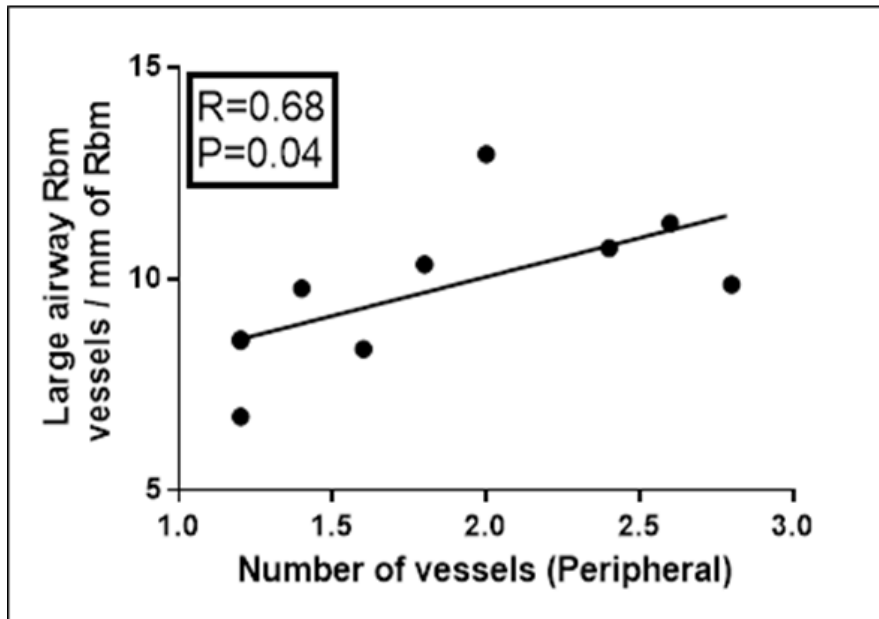 R=0.68
P=0.04
Large airway Rbm
vessels / mm of Rbm
15
10
5
1.0 1.5 2.0 2.5 3.0
Number of vessels (Peripheral)